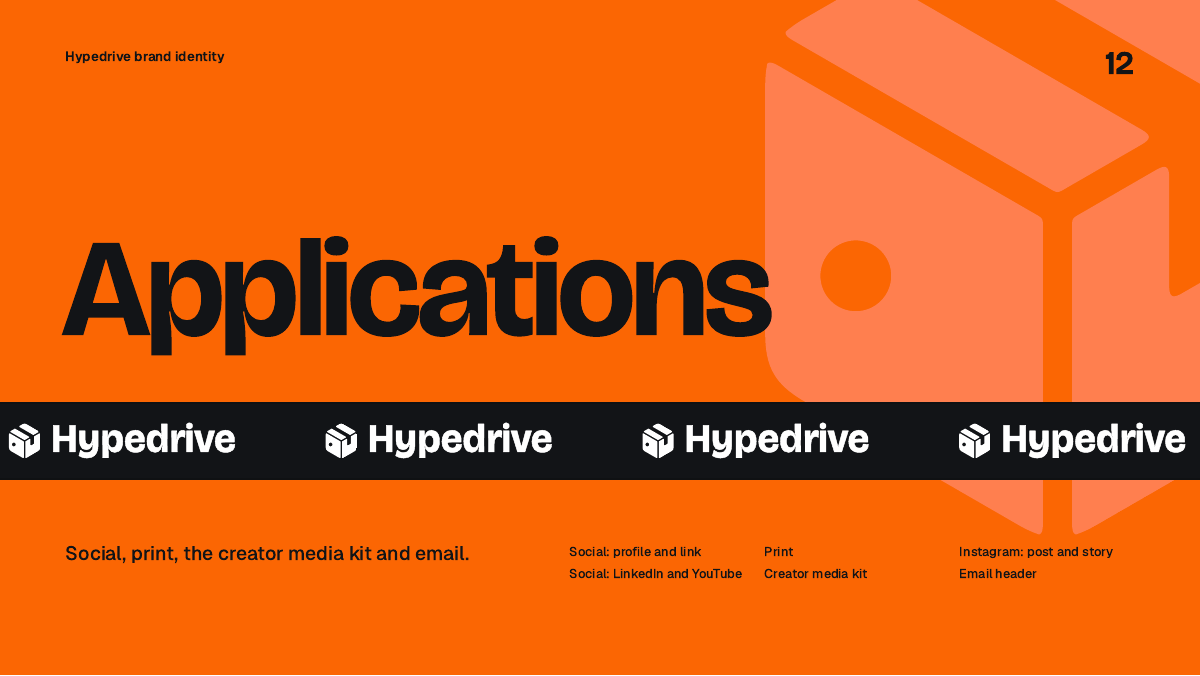 Hypedrive brand identity
12
Applications
Hypedrive Hypedrive Hypedrive Hypedrive
Social, print, the creator media kit and email.
Social: profile and link
Social: LinkedIn and YouTube
Print
Creator media kit
Instagram: post and story
Email header